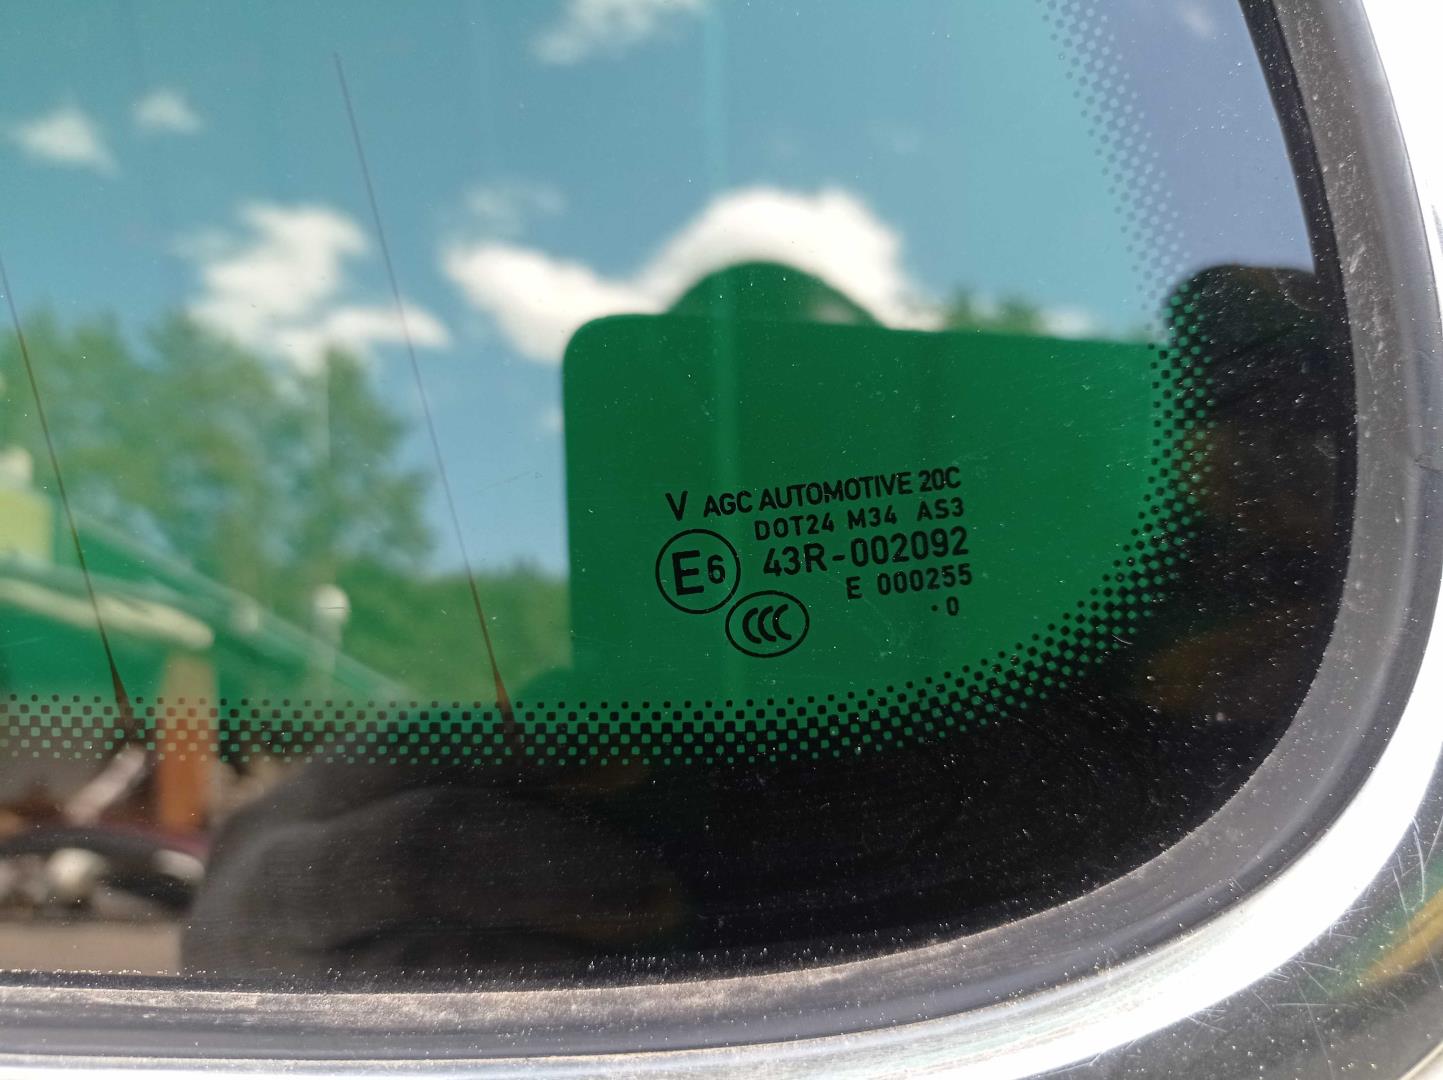 V AGC AUTOMOTIVE 20C
DOT24 M34 AS3
E6 43R-002092
E 000255
CCC · 0